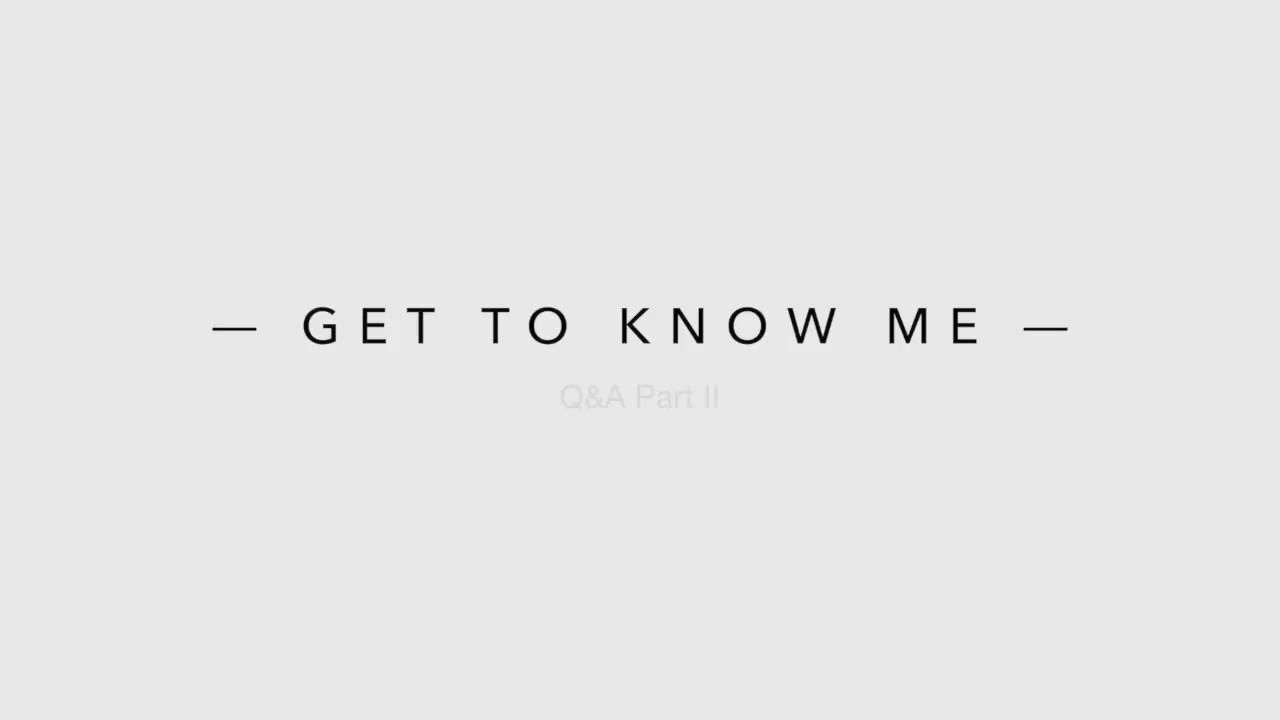 — GET TO KNOW ME —
Q&A Part II